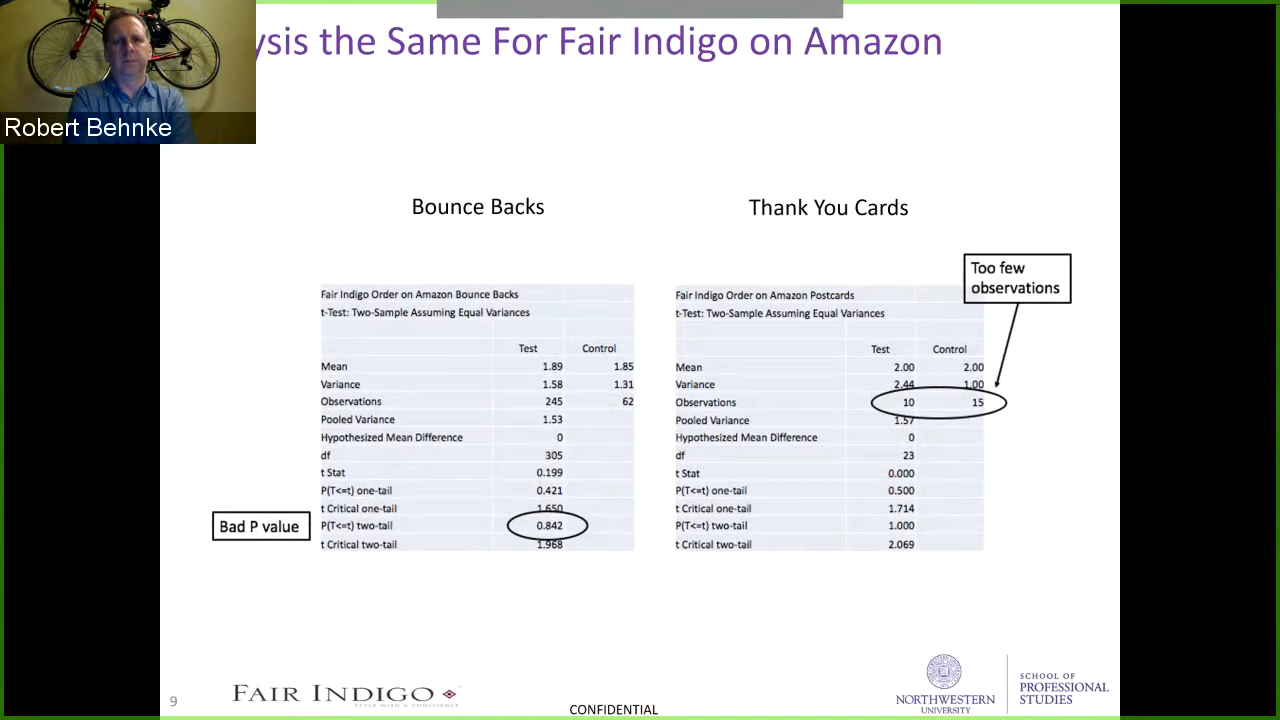 ysis the Same For Fair Indigo on Amazon
Robert Behnke
Bounce Backs
Thank You Cards
Too few
observations
Fair Indigo Order on Amazon Bounce Backs
t-Test: Two-Sample Assuming Equal Variances
Test Control
Mean 1.89 1.85
Variance 1.58 1.31
Observations 245 62
Pooled Variance 1.53
Hypothesized Mean Difference 0
df 305
t Stat 0.199
P(T<=t) one-tail 0.421
t Critical one-tail 1.650
P(T<=t) two-tail 0.842
t Critical two-tail 1.968
Bad P value
Fair Indigo Order on Amazon Postcards
t-Test: Two-Sample Assuming Equal Variances
Test Control
Mean 2.00 2.00
Variance 2.44 1.00
Observations 10 15
Pooled Variance 1.57
Hypothesized Mean Difference 0
df 23
t Stat 0.000
P(T<=t) one-tail 0.500
t Critical one-tail 1.714
P(T<=t) two-tail 1.000
t Critical two-tail 2.069
9
FAIR INDIGO
STYLE WITH A CONSCIENCE
CONFIDENTIAL
NORTHWESTERN
UNIVERSITY
SCHOOL OF
PROFESSIONAL
STUDIES